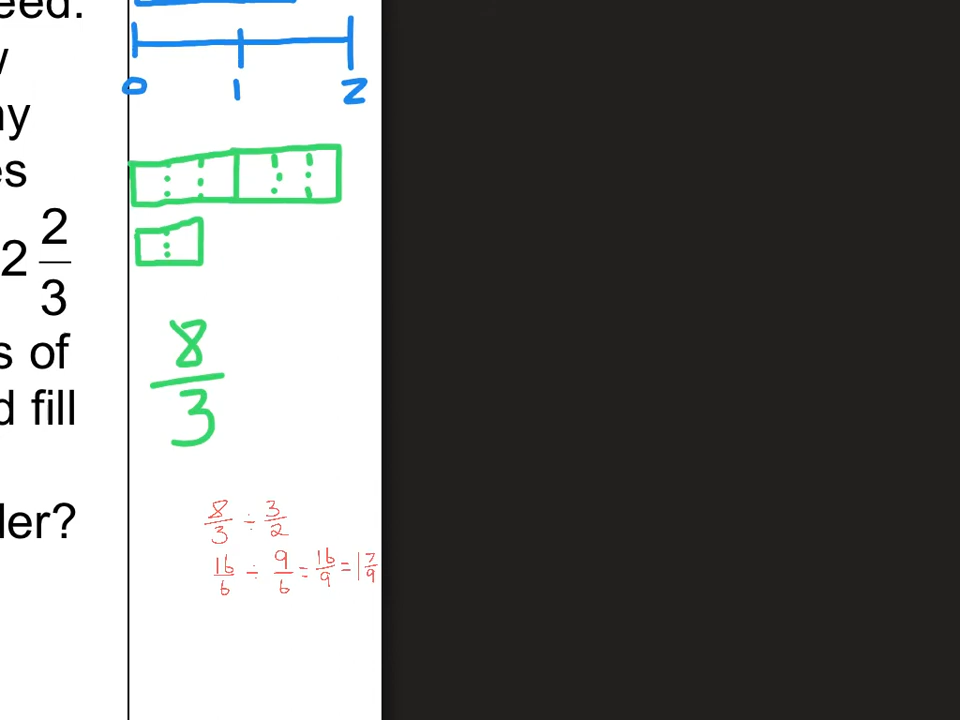 eed.
0 1 2
ny
es
2 2/3
s of
8/3
d fill
8/3 ÷ 3/2
ler?
16/6 ÷ 9/6 = 16/9 = 1 7/9